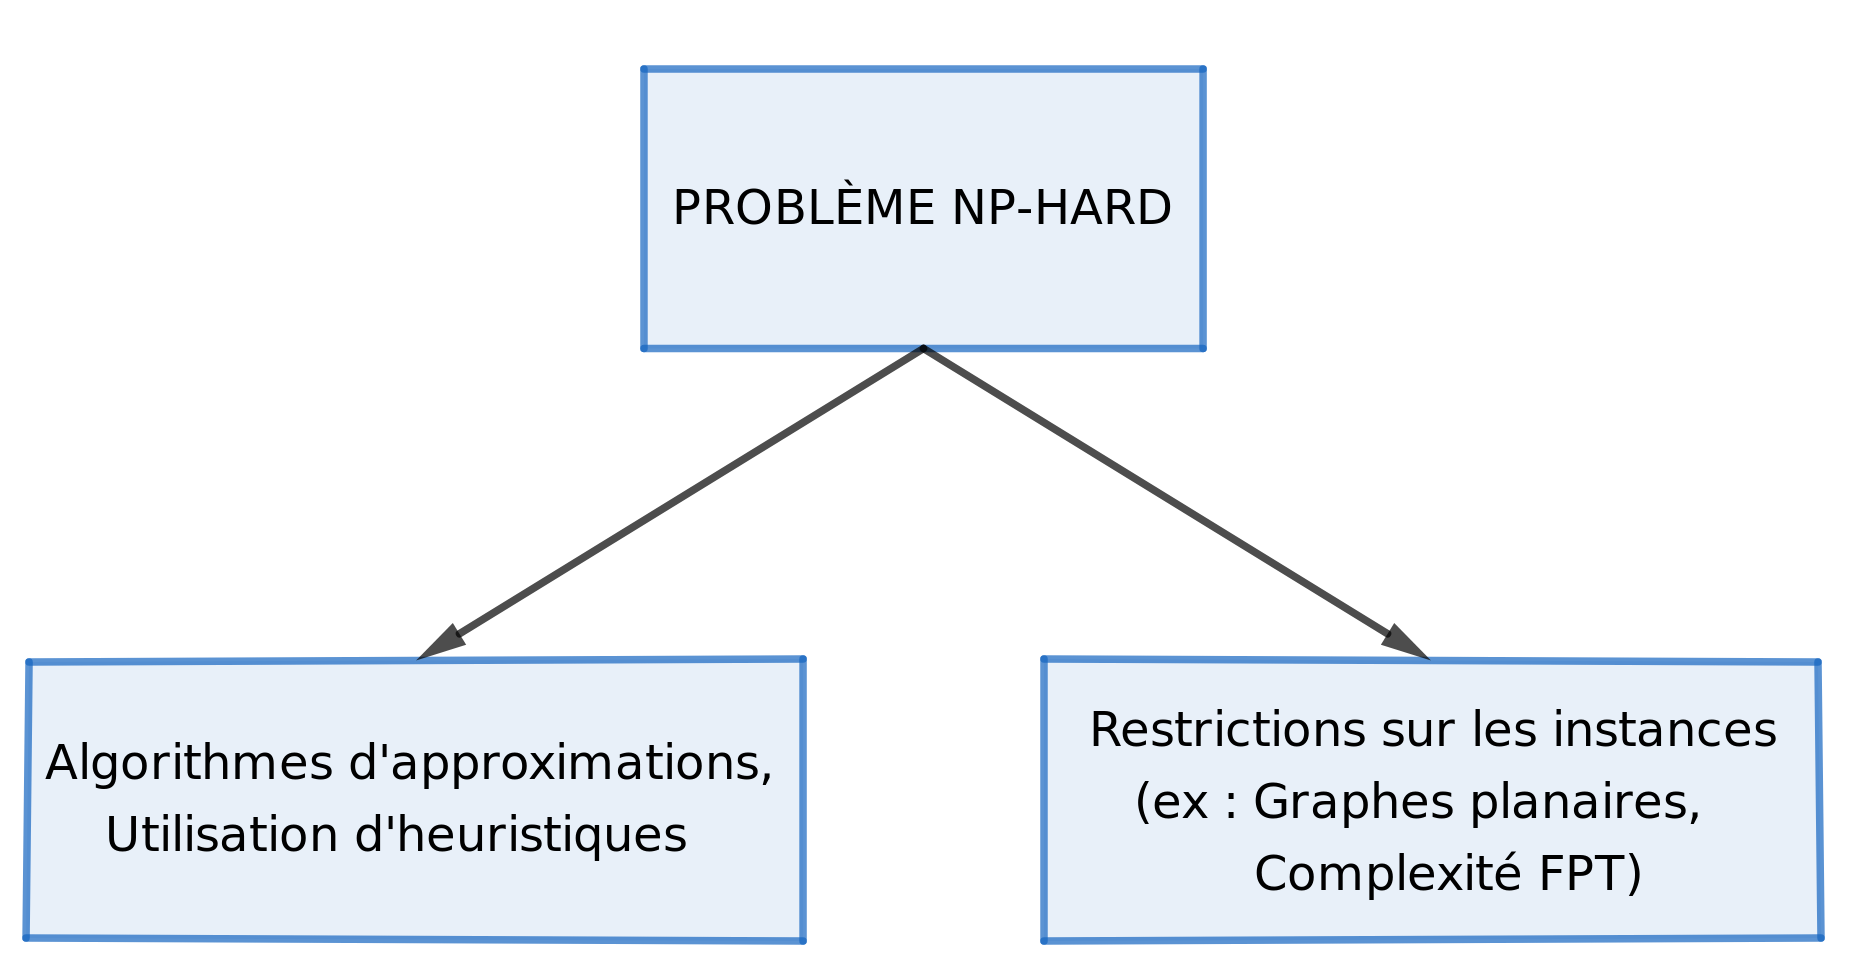 PROBLÈME NP-HARD
Algorithmes d'approximations,
Utilisation d'heuristiques
Restrictions sur les instances
(ex : Graphes planaires,
Complexité FPT)